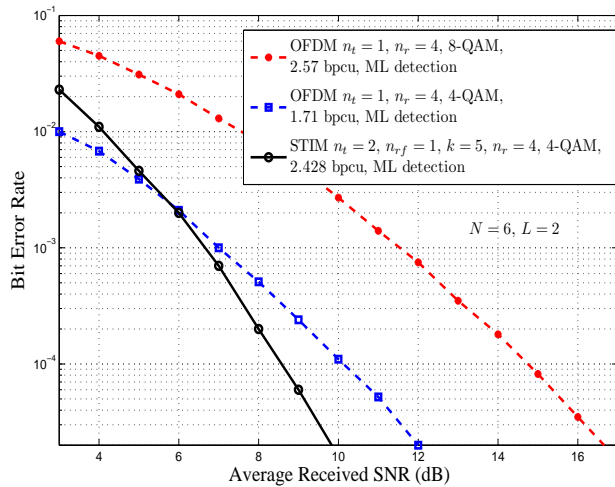 10^{-1}
10^{-2}
10^{-3}
10^{-4}
Bit Error Rate
OFDM n_t = 1, n_r = 4, 8-QAM,
2.57 bpcu, ML detection
OFDM n_t = 1, n_r = 4, 4-QAM,
1.71 bpcu, ML detection
STIM n_t = 2, n_{rf} = 1, k = 5, n_r = 4, 4-QAM,
2.428 bpcu, ML detection
N = 6, L = 2
4 6 8 10 12 14 16
Average Received SNR (dB)